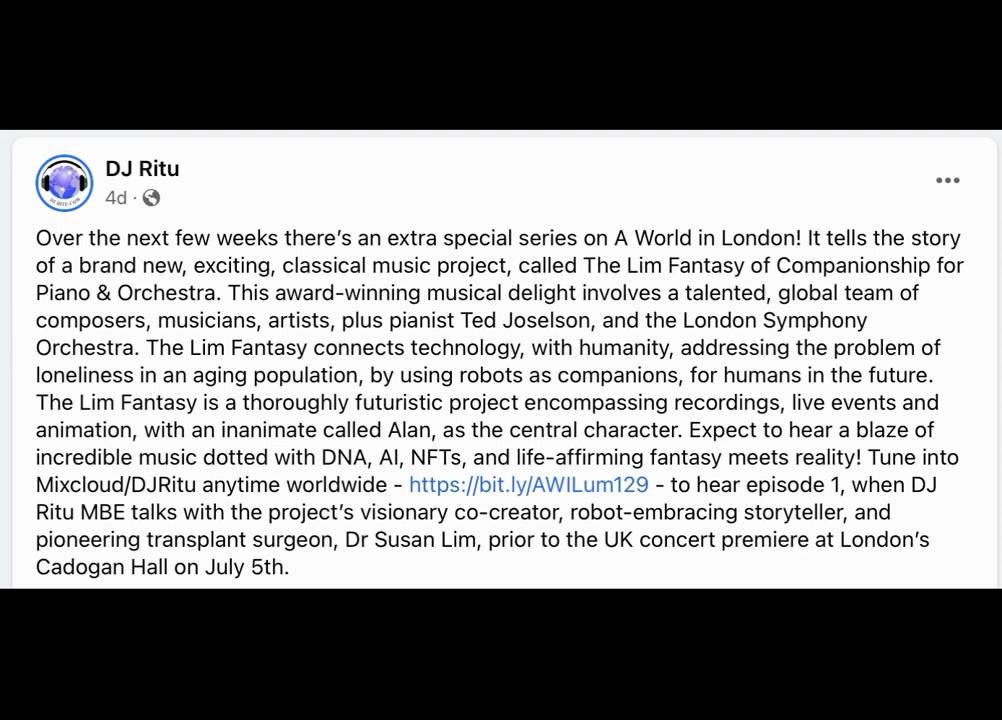 DJ Ritu
4d ·
Over the next few weeks there’s an extra special series on A World in London! It tells the story
of a brand new, exciting, classical music project, called The Lim Fantasy of Companionship for
Piano & Orchestra. This award-winning musical delight involves a talented, global team of
composers, musicians, artists, plus pianist Ted Joselson, and the London Symphony
Orchestra. The Lim Fantasy connects technology, with humanity, addressing the problem of
loneliness in an aging population, by using robots as companions, for humans in the future.
The Lim Fantasy is a thoroughly futuristic project encompassing recordings, live events and
animation, with an inanimate called Alan, as the central character. Expect to hear a blaze of
incredible music dotted with DNA, AI, NFTs, and life-affirming fantasy meets reality! Tune into
Mixcloud/DJRitu anytime worldwide - https://bit.ly/AWILum129 - to hear episode 1, when DJ
Ritu MBE talks with the project’s visionary co-creator, robot-embracing storyteller, and
pioneering transplant surgeon, Dr Susan Lim, prior to the UK concert premiere at London’s
Cadogan Hall on July 5th.